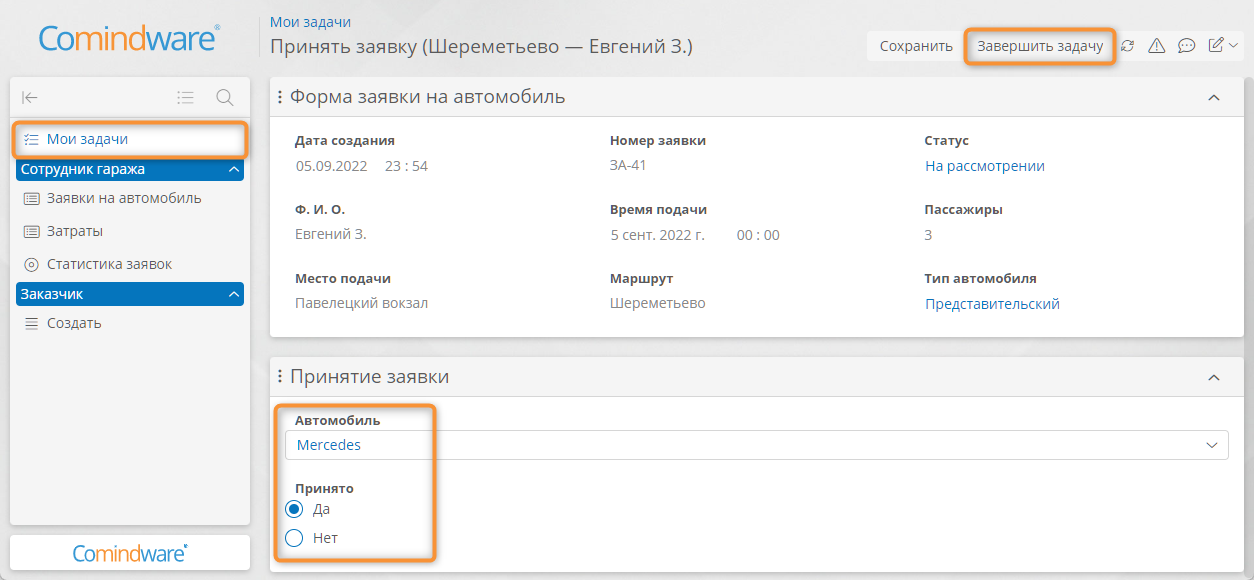 Comindware®
Мои задачи
Принять заявку (Шереметьево — Евгений З.)
Сохранить
Завершить задачу
Мои задачи
Сотрудник гаража
Заявки на автомобиль
Затраты
Статистика заявок
Заказчик
Создать
Comindware®
Форма заявки на автомобиль
Дата создания Номер заявки Статус
05.09.2022 23 : 54 ЗА-41 На рассмотрении
Ф. И. О. Время подачи Пассажиры
Евгений З. 5 сент. 2022 г. 00 : 00 3
Место подачи Маршрут Тип автомобиля
Павелецкий вокзал Шереметьево Представительский
Принятие заявки
Автомобиль
Mercedes
Принято
Да
Нет